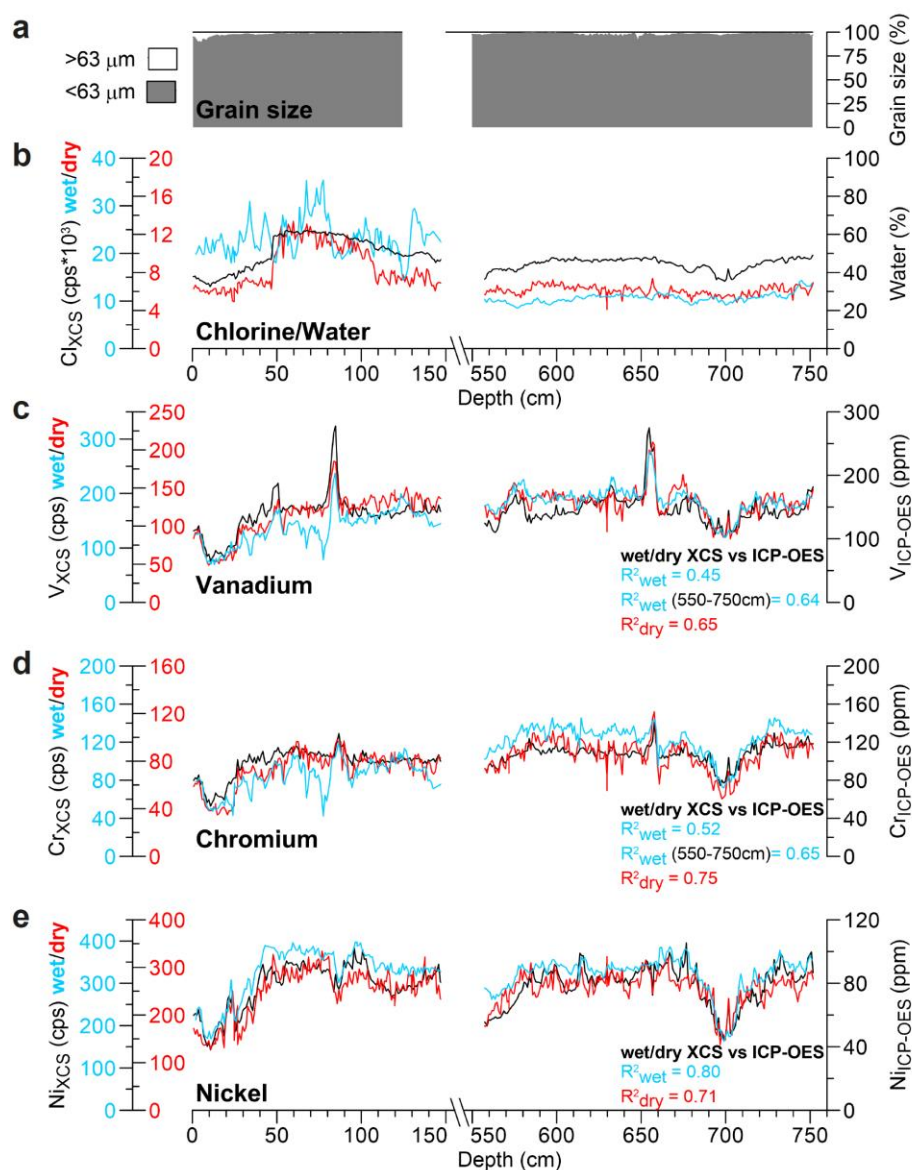 a
>63 μm
<63 μm
Grain size
100
75
50
25
0
Grain size (%)
b
ClXCS (cps*10³) wet/dry
40
30
20
10
0
20
16
12
8
4
0
Chlorine/Water
100
80
60
40
20
0
Water (%)
0 50 100 150 550 600 650 700 750
Depth (cm)
c
VXCS (cps) wet/dry
300
200
100
0
250
200
150
100
50
0
Vanadium
wet/dry XCS vs ICP-OES
R²wet = 0.45
R²wet (550-750cm) = 0.64
R²dry = 0.65
300
200
100
0
VICP-OES (ppm)
d
CrXCS (cps) wet/dry
200
160
120
80
40
0
160
120
80
40
0
Chromium
wet/dry XCS vs ICP-OES
R²wet = 0.52
R²wet (550-750cm) = 0.65
R²dry = 0.75
200
160
120
80
40
0
CrICP-OES (ppm)
e
NiXCS (cps) wet/dry
400
300
200
100
0
400
300
200
100
0
Nickel
wet/dry XCS vs ICP-OES
R²wet = 0.80
R²dry = 0.71
120
80
40
0
NiICP-OES (ppm)
0 50 100 150 550 600 650 700 750
Depth (cm)